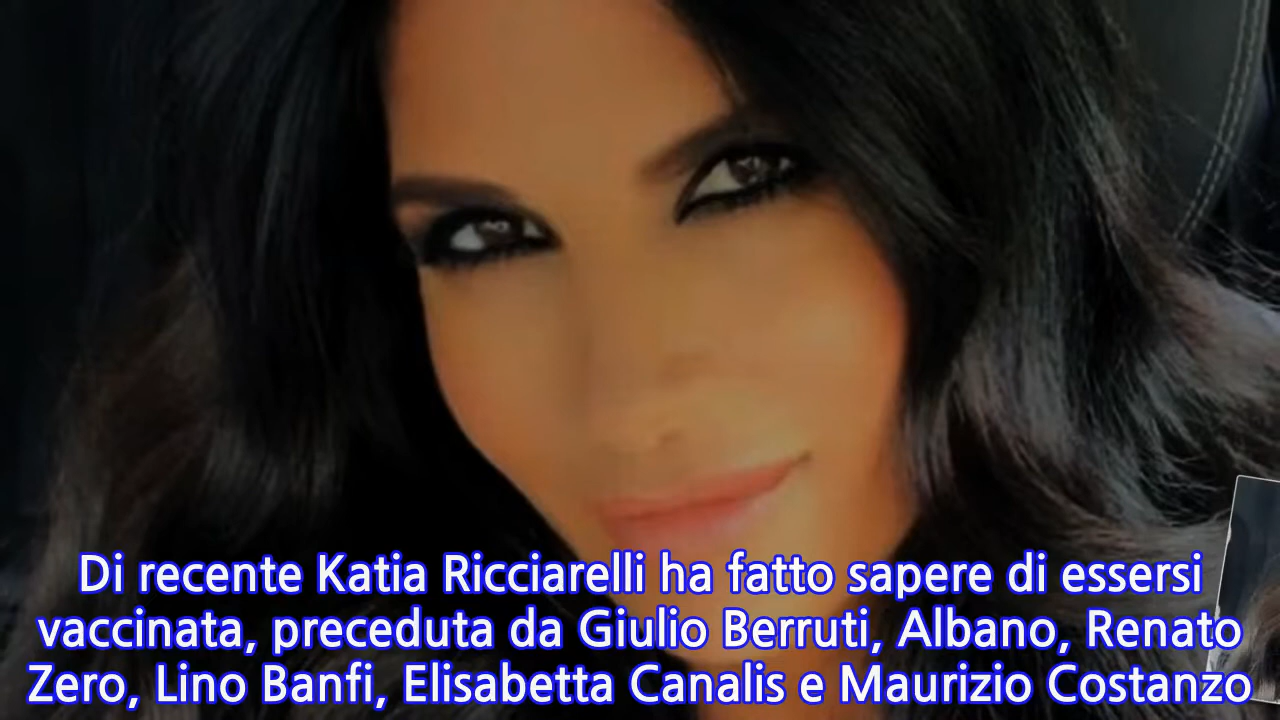 Di recente Katia Ricciarelli ha fatto sapere di essersi
vaccinata, preceduta da Giulio Berruti, Albano, Renato
Zero, Lino Banfi, Elisabetta Canalis e Maurizio Costanzo